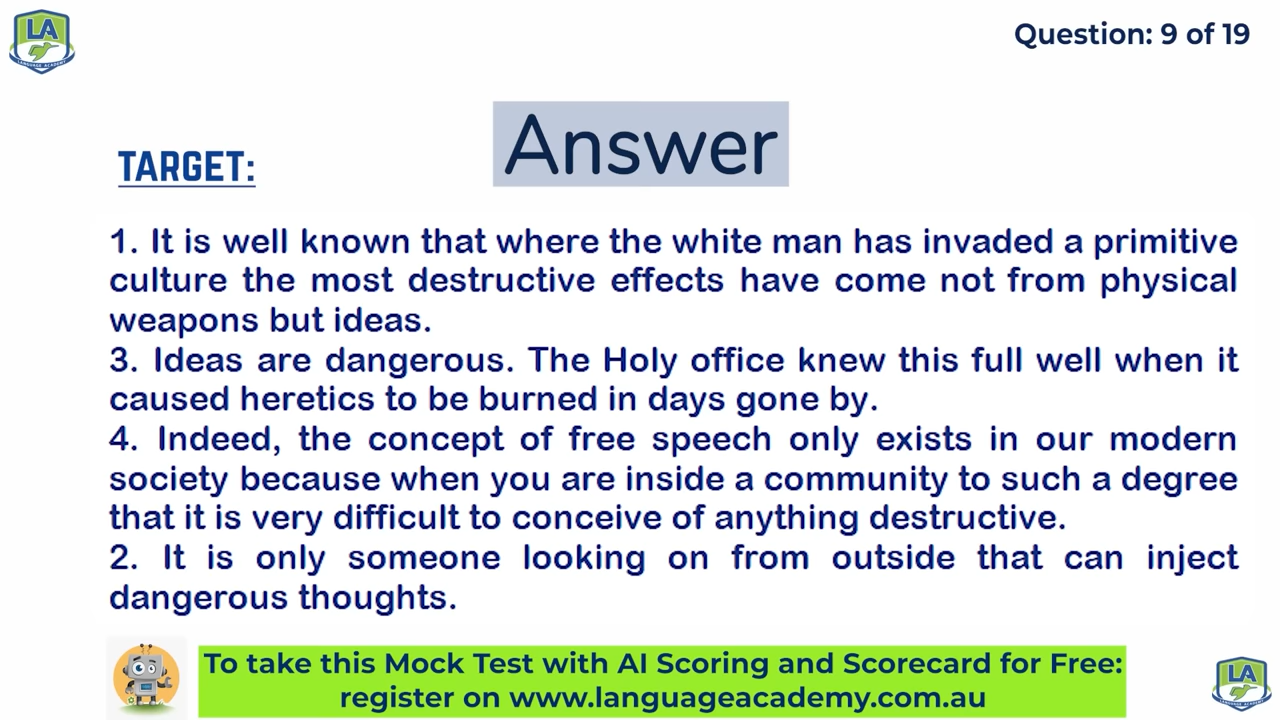 LA
LANGUAGE ACADEMY
Question: 9 of 19
Answer
TARGET:
1. It is well known that where the white man has invaded a primitive
culture the most destructive effects have come not from physical
weapons but ideas.
3. Ideas are dangerous. The Holy office knew this full well when it
caused heretics to be burned in days gone by.
4. Indeed, the concept of free speech only exists in our modern
society because when you are inside a community to such a degree
that it is very difficult to conceive of anything destructive.
2. It is only someone looking on from outside that can inject
dangerous thoughts.
To take this Mock Test with AI Scoring and Scorecard for Free:
register on www.languageacademy.com.au
LA
LANGUAGE ACADEMY